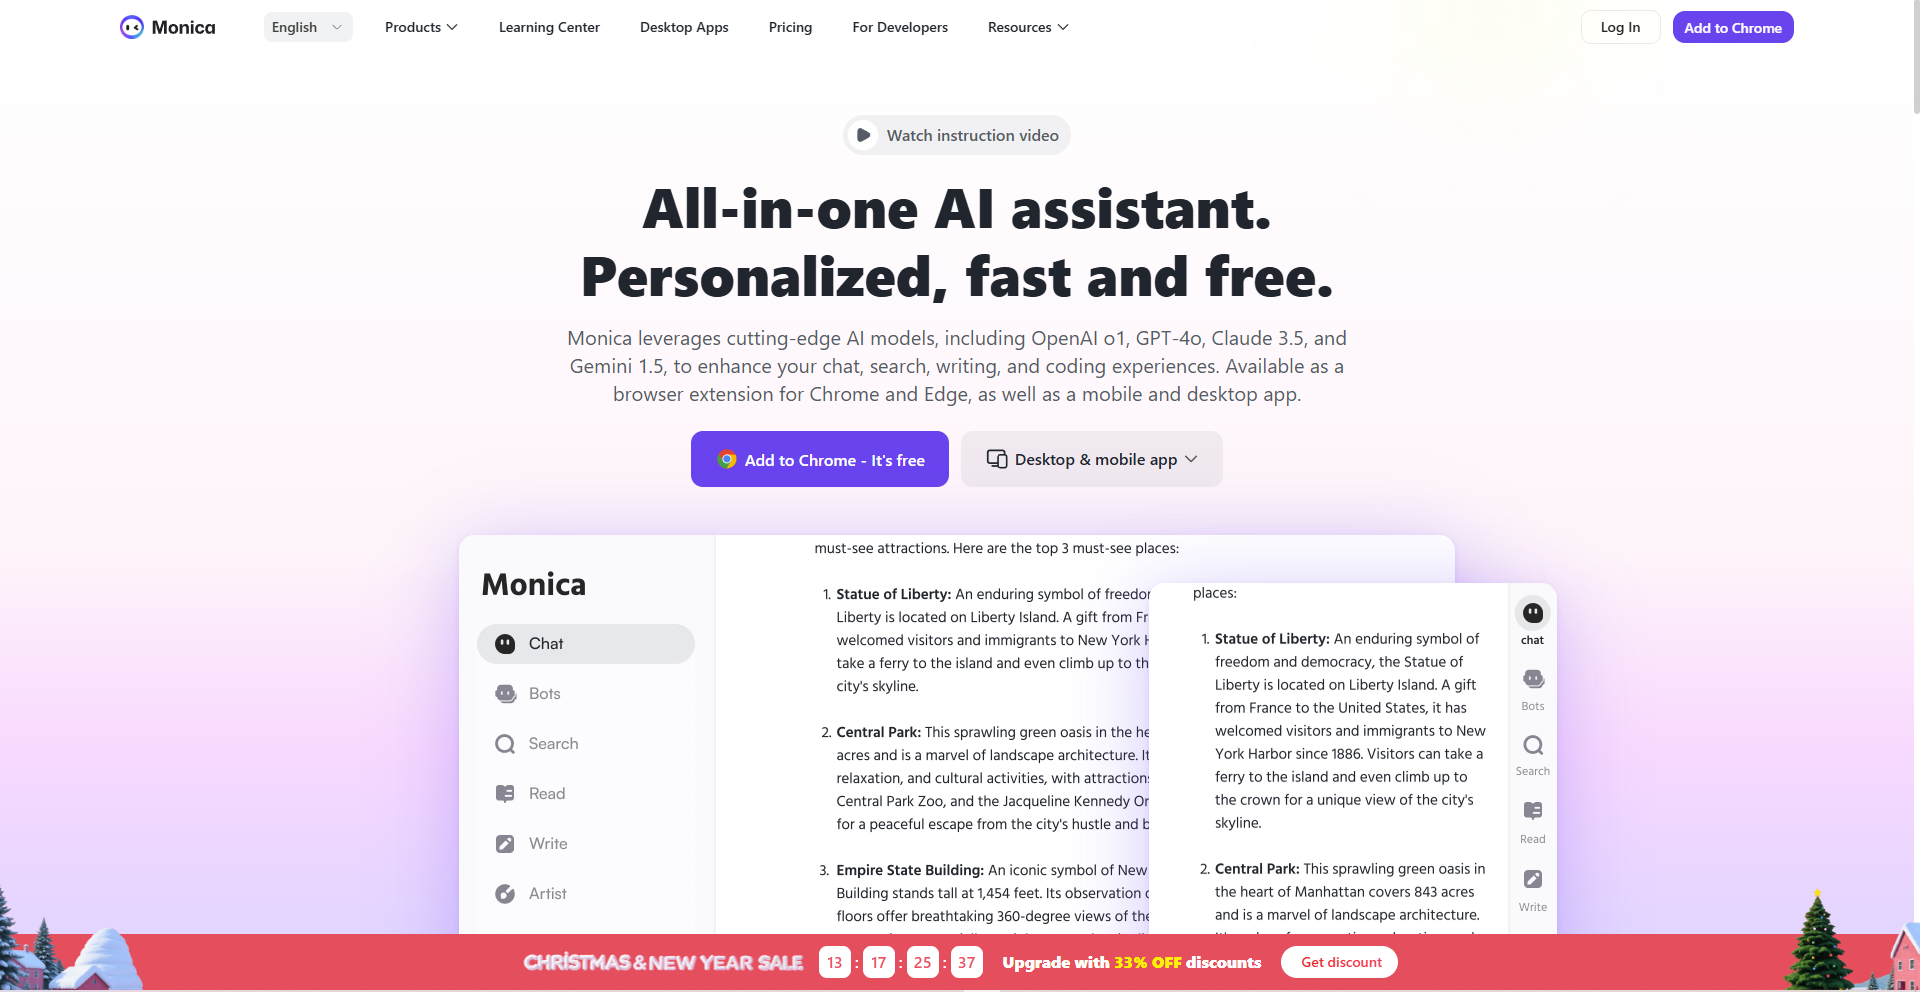 Monica
English
Products
Learning Center
Desktop Apps
Pricing
For Developers
Resources
Log In
Add to Chrome
Watch instruction video
All-in-one AI assistant.
Personalized, fast and free.
Monica leverages cutting-edge AI models, including OpenAI o1, GPT-4o, Claude 3.5, and
Gemini 1.5, to enhance your chat, search, writing, and coding experiences. Available as a
browser extension for Chrome and Edge, as well as a mobile and desktop app.
Add to Chrome - It's free
Desktop & mobile app
Monica
Chat
Bots
Search
Read
Write
Artist
must-see attractions. Here are the top 3 must-see places:
1. Statue of Liberty: An enduring symbol of
Liberty is located on Liberty Island. A gift from
welcomed visitors and immigrants to New York
take a ferry to the island and even climb up to
city's skyline.
2. Central Park: This sprawling green oasis in the
acres and is a marvel of landscape architecture.
relaxation, and cultural activities, with
Central Park Zoo, and the Jacqueline Kennedy
for a peaceful escape from the city's hustle and
3. Empire State Building: An iconic symbol of New
Building stands tall at 1,454 feet. Its observation
floors offer breathtaking 360-degree views of the
places:
1. Statue of Liberty: An enduring symbol of
freedom and democracy, the Statue of
Liberty is located on Liberty Island. A gift
from France to the United States, it has
welcomed visitors and immigrants to New
York Harbor since 1886. Visitors can take a
ferry to the island and even climb up to
the crown for a unique view of the city's
skyline.
2. Central Park: This sprawling green oasis in
the heart of Manhattan covers 843 acres
and is a marvel of landscape architecture.
chat
Bots
Search
Read
Write
CHRISTMAS & NEW YEAR SALE
13 : 17 : 25 : 37
Upgrade with 33% OFF discounts
Get discount